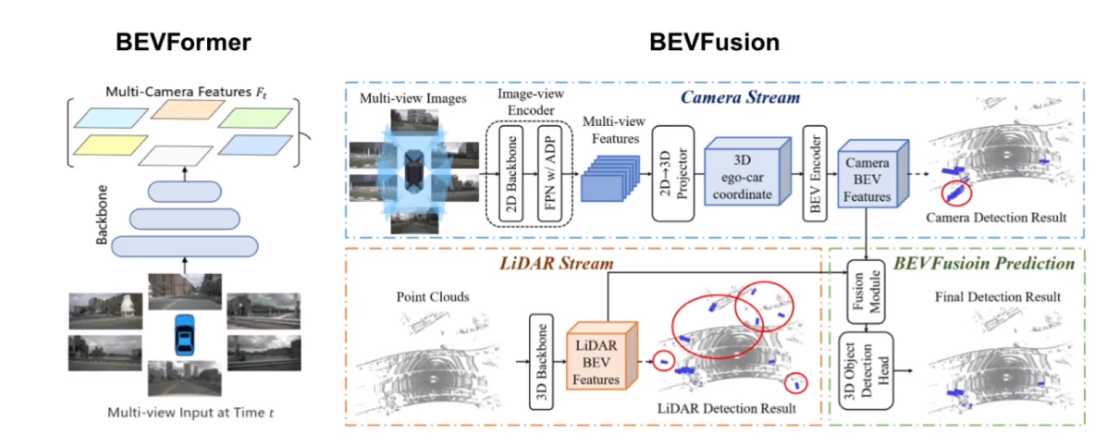 BEVFormer
Multi-Camera Features Ft
Backbone
Multi-view Input at Time t
BEVFusion
Camera Stream
Multi-view Images
Image-view
Encoder
2D Backbone
FPN w/ ADP
Multi-view
Features
2D→3D
Projector
3D
ego-car
coordinate
BEV Encoder
Camera
BEV
Features
Camera Detection Result
LiDAR Stream
Point Clouds
3D Backbone
LiDAR
BEV
Features
LiDAR Detection Result
BEVFusioin Prediction
Fusion
Module
3D Object
Detection
Head
Final Detection Result